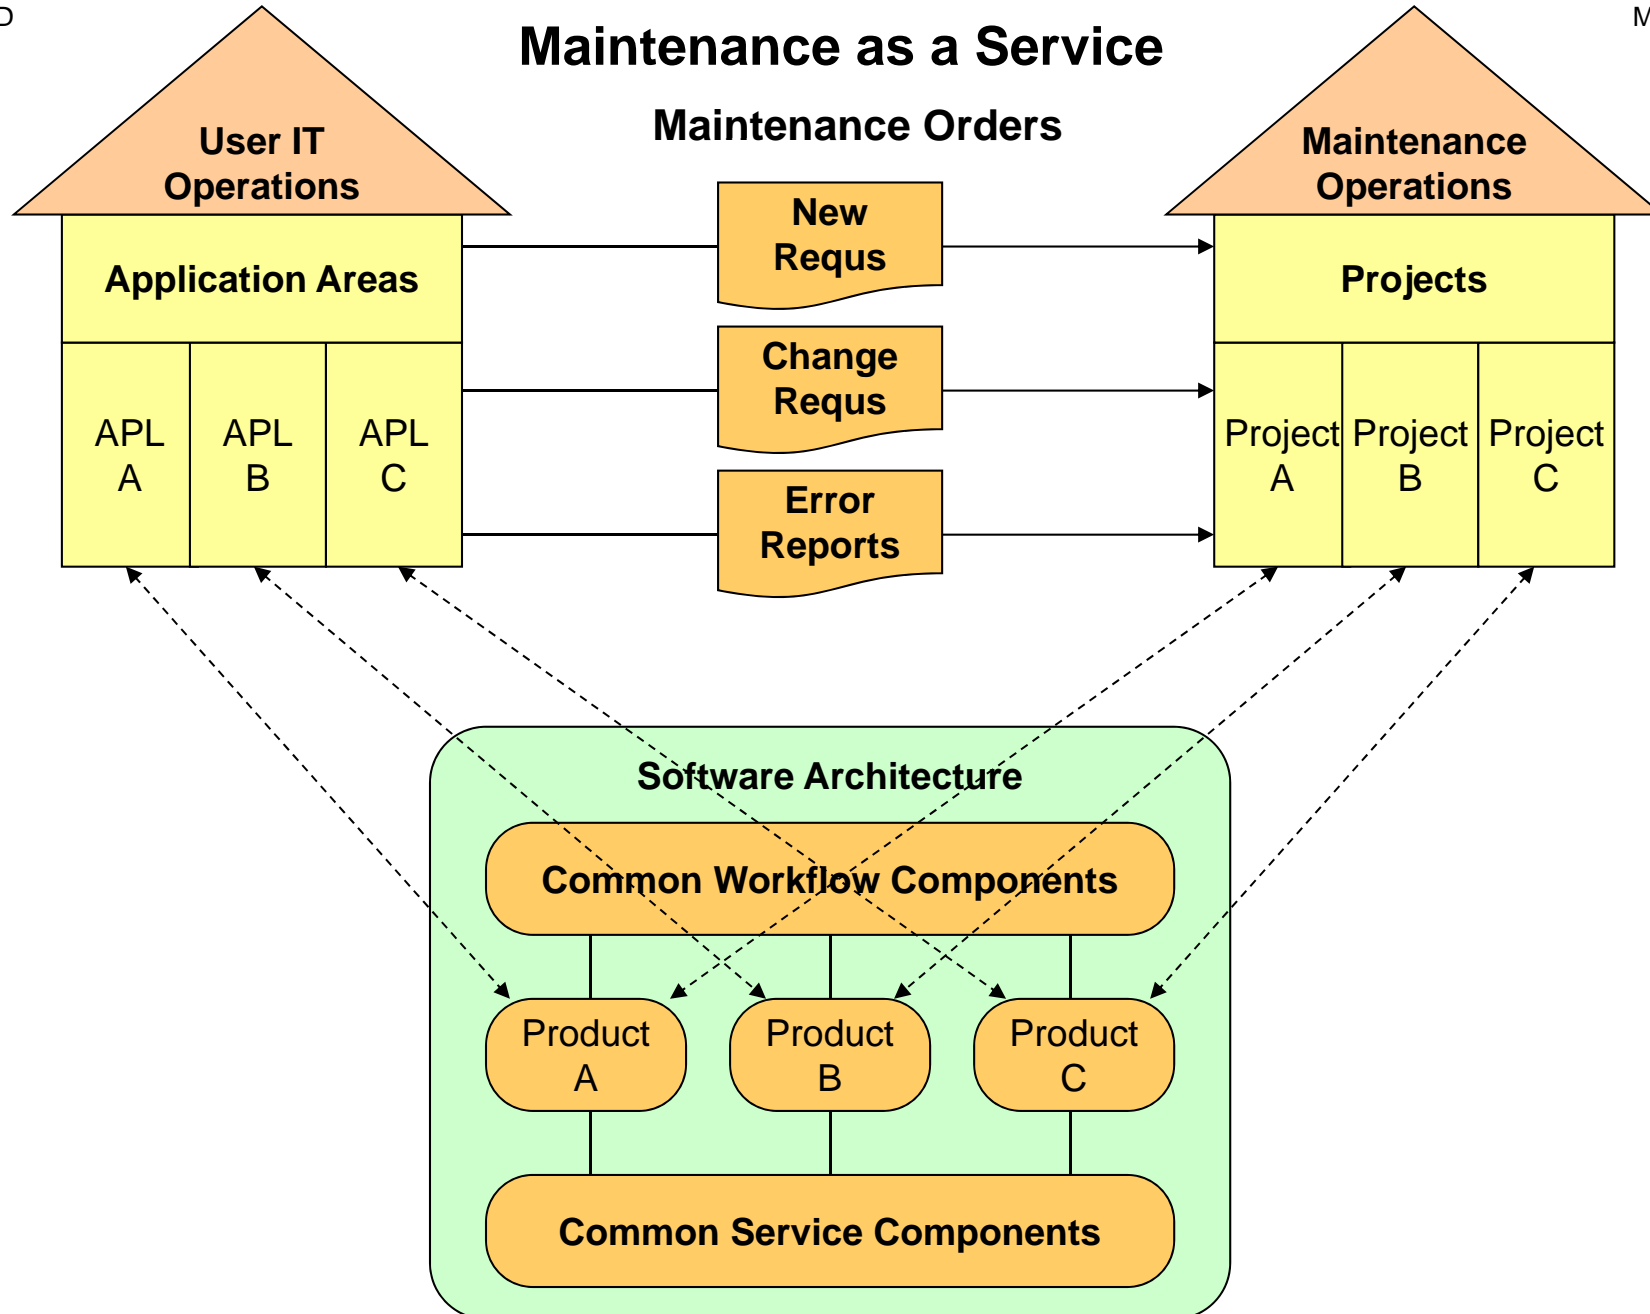 D
M
Maintenance as a Service
Maintenance Orders
User IT
Operations
Application Areas
APL
A
APL
B
APL
C
New
Requs
Change
Requs
Error
Reports
Maintenance
Operations
Projects
Project
A
Project
B
Project
C
Software Architecture
Common Workflow Components
Product
A
Product
B
Product
C
Common Service Components